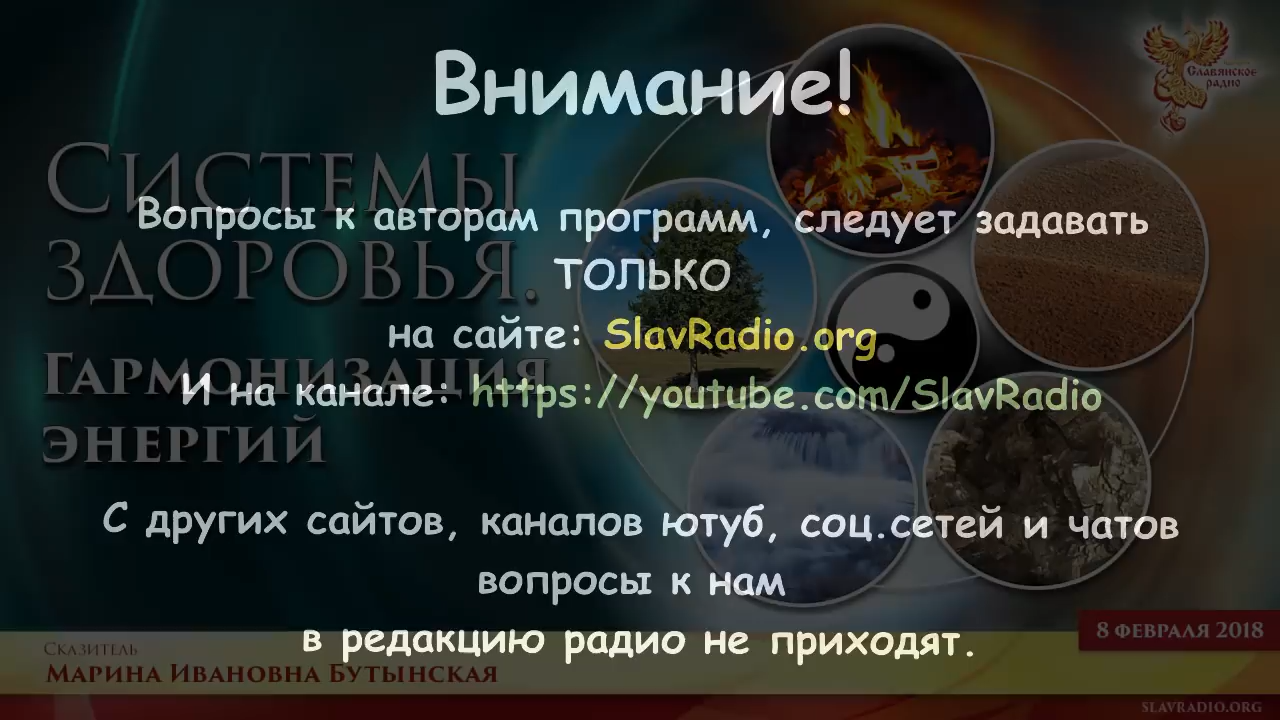 Внимание!
Славянское
радио
Системы
здоровья.
Гармонизация
энергий
Вопросы к авторам программ, следует задавать
ТОЛЬКО
на сайте: SlavRadio.org
И на канале: https://youtube.com/SlavRadio
С других сайтов, каналов ютуб, соц.сетей и чатов
вопросы к нам
в редакцию радио не приходят.
8 февраля 2018
Сказитель
Марина Ивановна Бутынская
slavradio.org